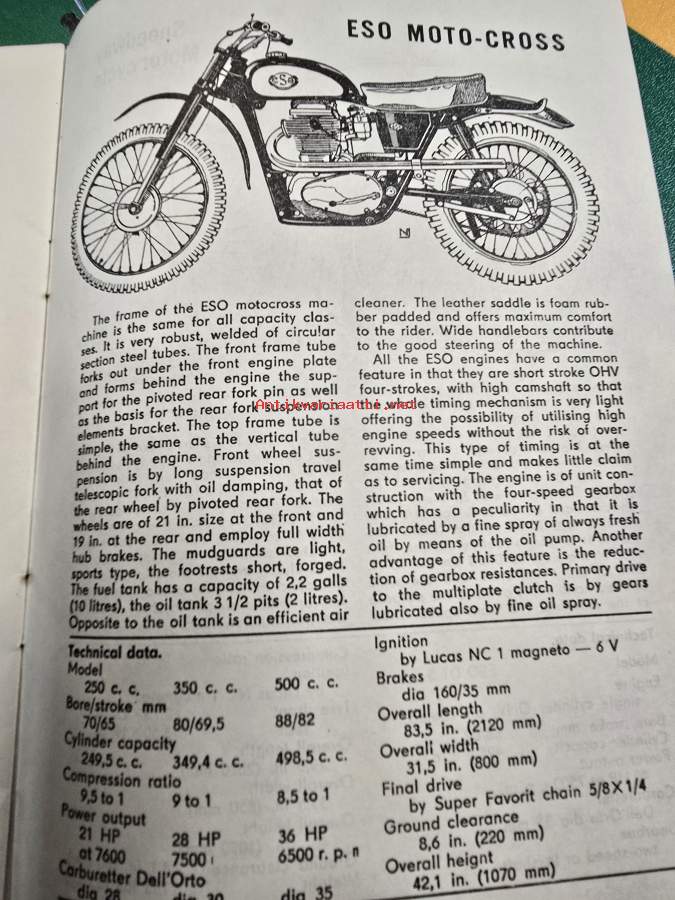 ESO MOTO-CROSS
ESO
The frame of the ESO motocross ma-
chine is the same for all capacity clas-
ses. It is very robust, welded of circular
section steel tubes. The front frame tube
forks out under the front engine plate
and forms behind the engine the sup-
port for the pivoted rear fork pin as well
as the basis for the rear fork suspension
elements bracket. The top frame tube is
simple, the same as the vertical tube
behind the engine. Front wheel sus-
pension is by long suspension travel
telescopic fork with oil damping, that of
the rear wheel by pivoted rear fork. The
wheels are of 21 in. size at the front and
19 in. at the rear and employ full width
hub brakes. The mudguards are light,
sports type, the footrests short, forged.
The fuel tank has a capacity of 2,2 galls
(10 litres), the oil tank 3 1/2 pits (2 litres).
Opposite to the oil tank is an efficient air
cleaner. The leather saddle is foam rub-
ber padded and offers maximum comfort
to the rider. Wide handlebars contribute
to the good steering of the machine.
All the ESO engines have a common
feature in that they are short stroke OHV
four-strokes, with high camshaft so that
the whole timing mechanism is very light
offering the possibility of utilising high
engine speeds without the risk of over-
revving. This type of timing is at the
same time simple and makes little claim
as to servicing. The engine is of unit con-
struction with the four-speed gearbox
which has a peculiarity in that it is
lubricated by a fine spray of always fresh
oil by means of the oil pump. Another
advantage of this feature is the reduc-
tion of gearbox resistances. Primary drive
to the multiplate clutch is by gears
lubricated also by fine oil spray.
Antikvariaatti.net
Technical data.
Model
250 c. c. 350 c. c. 500 c. c.
Bore/stroke mm
70/65 80/69,5 88/82
Cylinder capacity
249,5 c. c. 349,4 c. c. 498,5 c. c.
Compression ratio
9,5 to 1 9 to 1 8,5 to 1
Power output
21 HP 28 HP 36 HP
at 7600 7500 6500 r. p. n
Carburetter Dell'Orto
dia 28 dia 30 dia 35
Ignition
by Lucas NC 1 magneto — 6 V
Brakes
dia 160/35 mm
Overall length
83,5 in. (2120 mm)
Overall width
31,5 in. (800 mm)
Final drive
by Super Favorit chain 5/8X1/4
Ground clearance
8,6 in. (220 mm)
Overall heignt
42,1 in. (1070 mm)